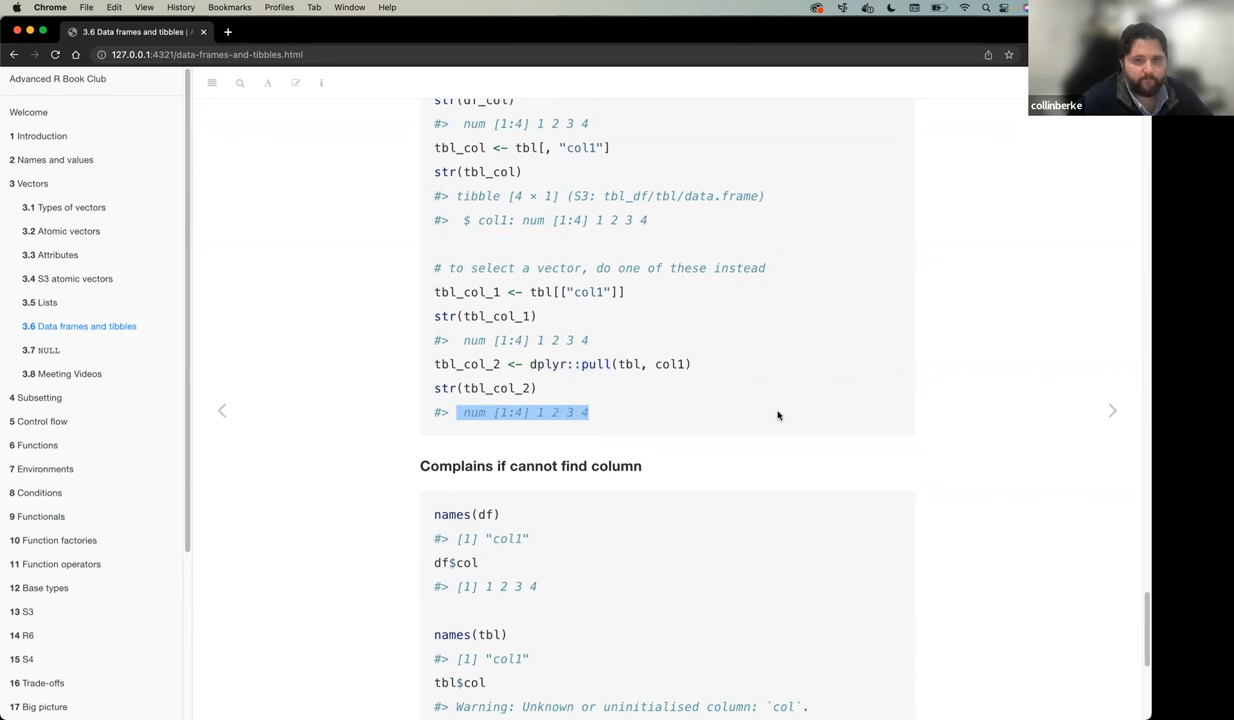 Chrome File Edit View History Bookmarks Profiles Tab Window Help
3.6 Data frames and tibbles |
127.0.0.1:4321/data-frames-and-tibbles.html
collinberke
Advanced R Book Club
Welcome
1 Introduction
2 Names and values
3 Vectors
3.1 Types of vectors
3.2 Atomic vectors
3.3 Attributes
3.4 S3 atomic vectors
3.5 Lists
3.6 Data frames and tibbles
3.7 NULL
3.8 Meeting Videos
4 Subsetting
5 Control flow
6 Functions
7 Environments
8 Conditions
9 Functionals
10 Function factories
11 Function operators
12 Base types
13 S3
14 R6
15 S4
16 Trade-offs
17 Big picture
str(df_col)
#> num [1:4] 1 2 3 4
tbl_col <- tbl[, "col1"]
str(tbl_col)
#> tibble [4 × 1] (S3: tbl_df/tbl/data.frame)
#> $ col1: num [1:4] 1 2 3 4
# to select a vector, do one of these instead
tbl_col_1 <- tbl[["col1"]]
str(tbl_col_1)
#> num [1:4] 1 2 3 4
tbl_col_2 <- dplyr::pull(tbl, col1)
str(tbl_col_2)
#> num [1:4] 1 2 3 4
Complains if cannot find column
names(df)
#> [1] "col1"
df$col
#> [1] 1 2 3 4
names(tbl)
#> [1] "col1"
tbl$col
#> Warning: Unknown or uninitialised column: `col`.